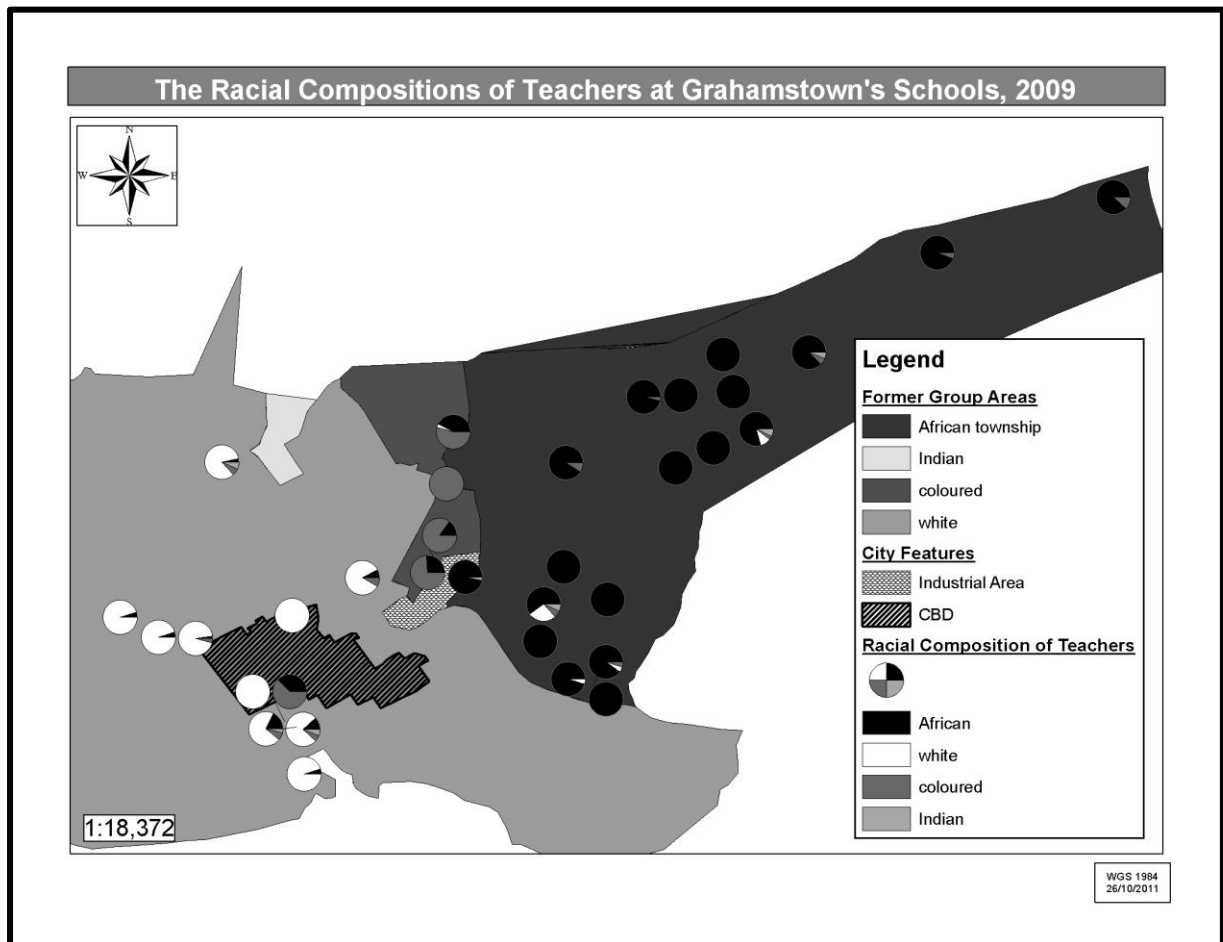 The Racial Compositions of Teachers at Grahamstown's Schools, 2009
N
W
E
S
Legend
Former Group Areas
African township
Indian
coloured
white
City Features
Industrial Area
CBD
Racial Composition of Teachers
African
white
coloured
Indian
1:18,372
WGS 1984
26/10/2011